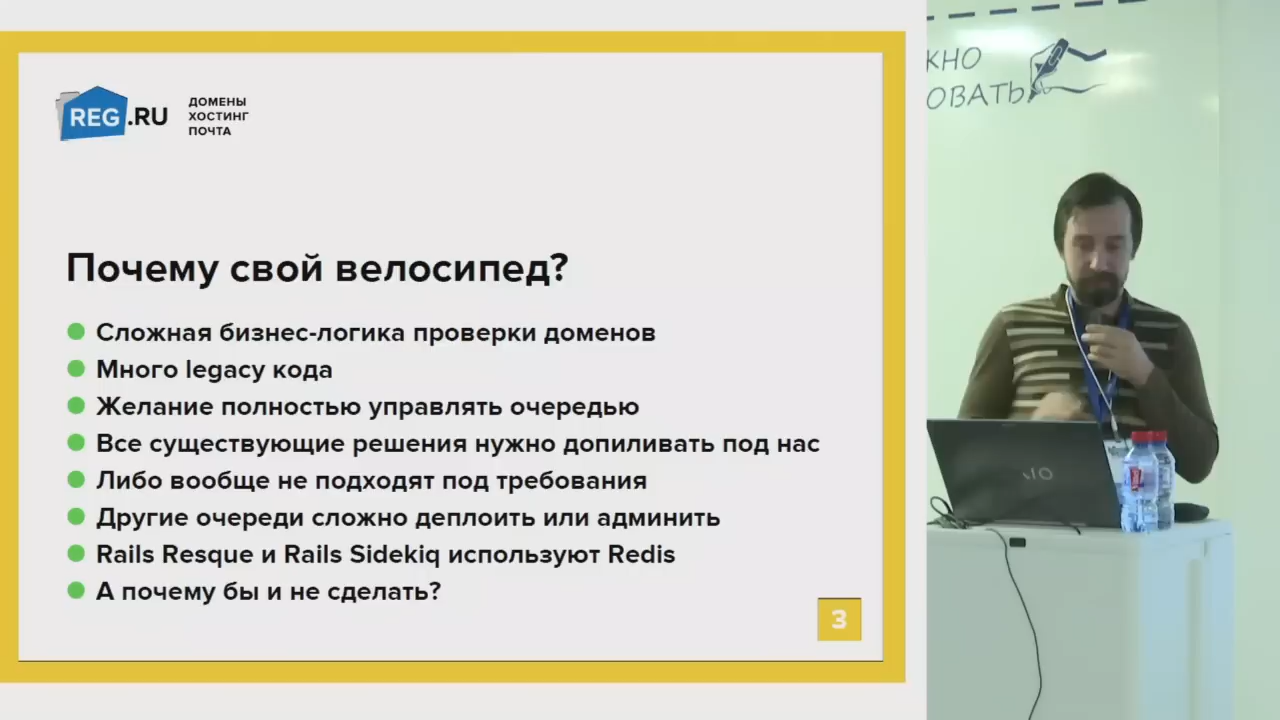 REG.RU
ДОМЕНЫ
ХОСТИНГ
ПОЧТА
Почему свой велосипед?
Сложная бизнес-логика проверки доменов
Много legacy кода
Желание полностью управлять очередью
Все существующие решения нужно допиливать под нас
Либо вообще не подходят под требования
Другие очереди сложно деплоить или админить
Rails Resque и Rails Sidekiq используют Redis
А почему бы и не сделать?
3
КНО
ОВАТЬ